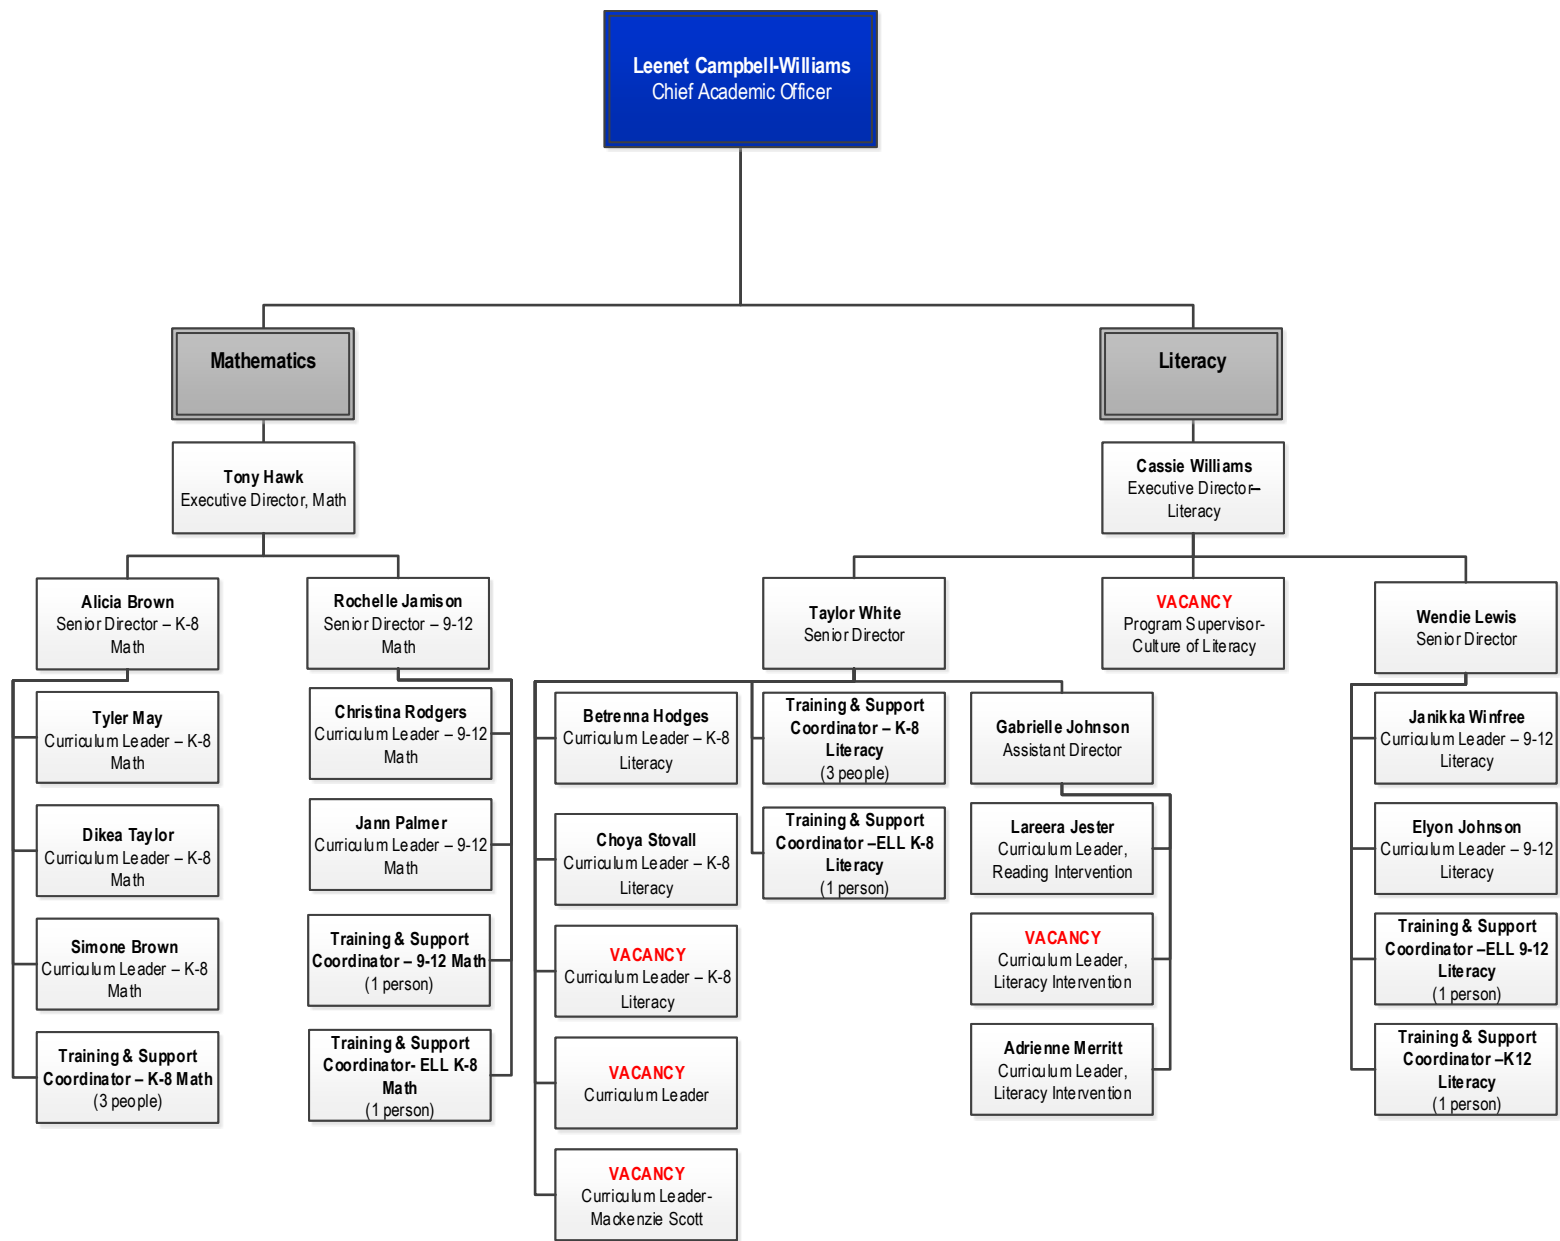 Leenet Campbell-Williams
Chief Academic Officer
Mathematics
Literacy
Tony Hawk
Executive Director, Math
Cassie Williams
Executive Director–
Literacy
Alicia Brown
Senior Director – K-8
Math
Rochelle Jamison
Senior Director – 9-12
Math
Taylor White
Senior Director
VACANCY
Program Supervisor-
Culture of Literacy
Wendie Lewis
Senior Director
Tyler May
Curriculum Leader – K-8
Math
Dikea Taylor
Curriculum Leader – K-8
Math
Simone Brown
Curriculum Leader – K-8
Math
Training & Support
Coordinator – K-8 Math
(3 people)
Christina Rodgers
Curriculum Leader – 9-12
Math
Jann Palmer
Curriculum Leader – 9-12
Math
Training & Support
Coordinator – 9-12 Math
(1 person)
Training & Support
Coordinator- ELL K-8
Math
(1 person)
Betrenna Hodges
Curriculum Leader – K-8
Literacy
Choya Stovall
Curriculum Leader – K-8
Literacy
VACANCY
Curriculum Leader – K-8
Literacy
VACANCY
Curriculum Leader
VACANCY
Curriculum Leader-
Mackenzie Scott
Training & Support
Coordinator – K-8
Literacy
(3 people)
Training & Support
Coordinator –ELL K-8
Literacy
(1 person)
Gabrielle Johnson
Assistant Director
Lareera Jester
Curriculum Leader,
Reading Intervention
VACANCY
Curriculum Leader,
Literacy Intervention
Adrienne Merritt
Curriculum Leader,
Literacy Intervention
Janikka Winfree
Curriculum Leader – 9-12
Literacy
Elyon Johnson
Curriculum Leader – 9-12
Literacy
Training & Support
Coordinator –ELL 9-12
Literacy
(1 person)
Training & Support
Coordinator –K12
Literacy
(1 person)